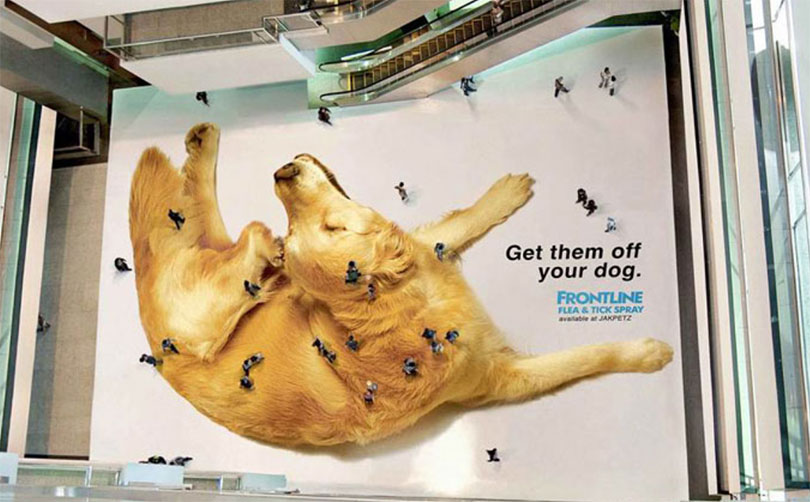 Get them off
your dog.
FRONTLINE
FLEA & TICK SPRAY
available at JAKPETZ